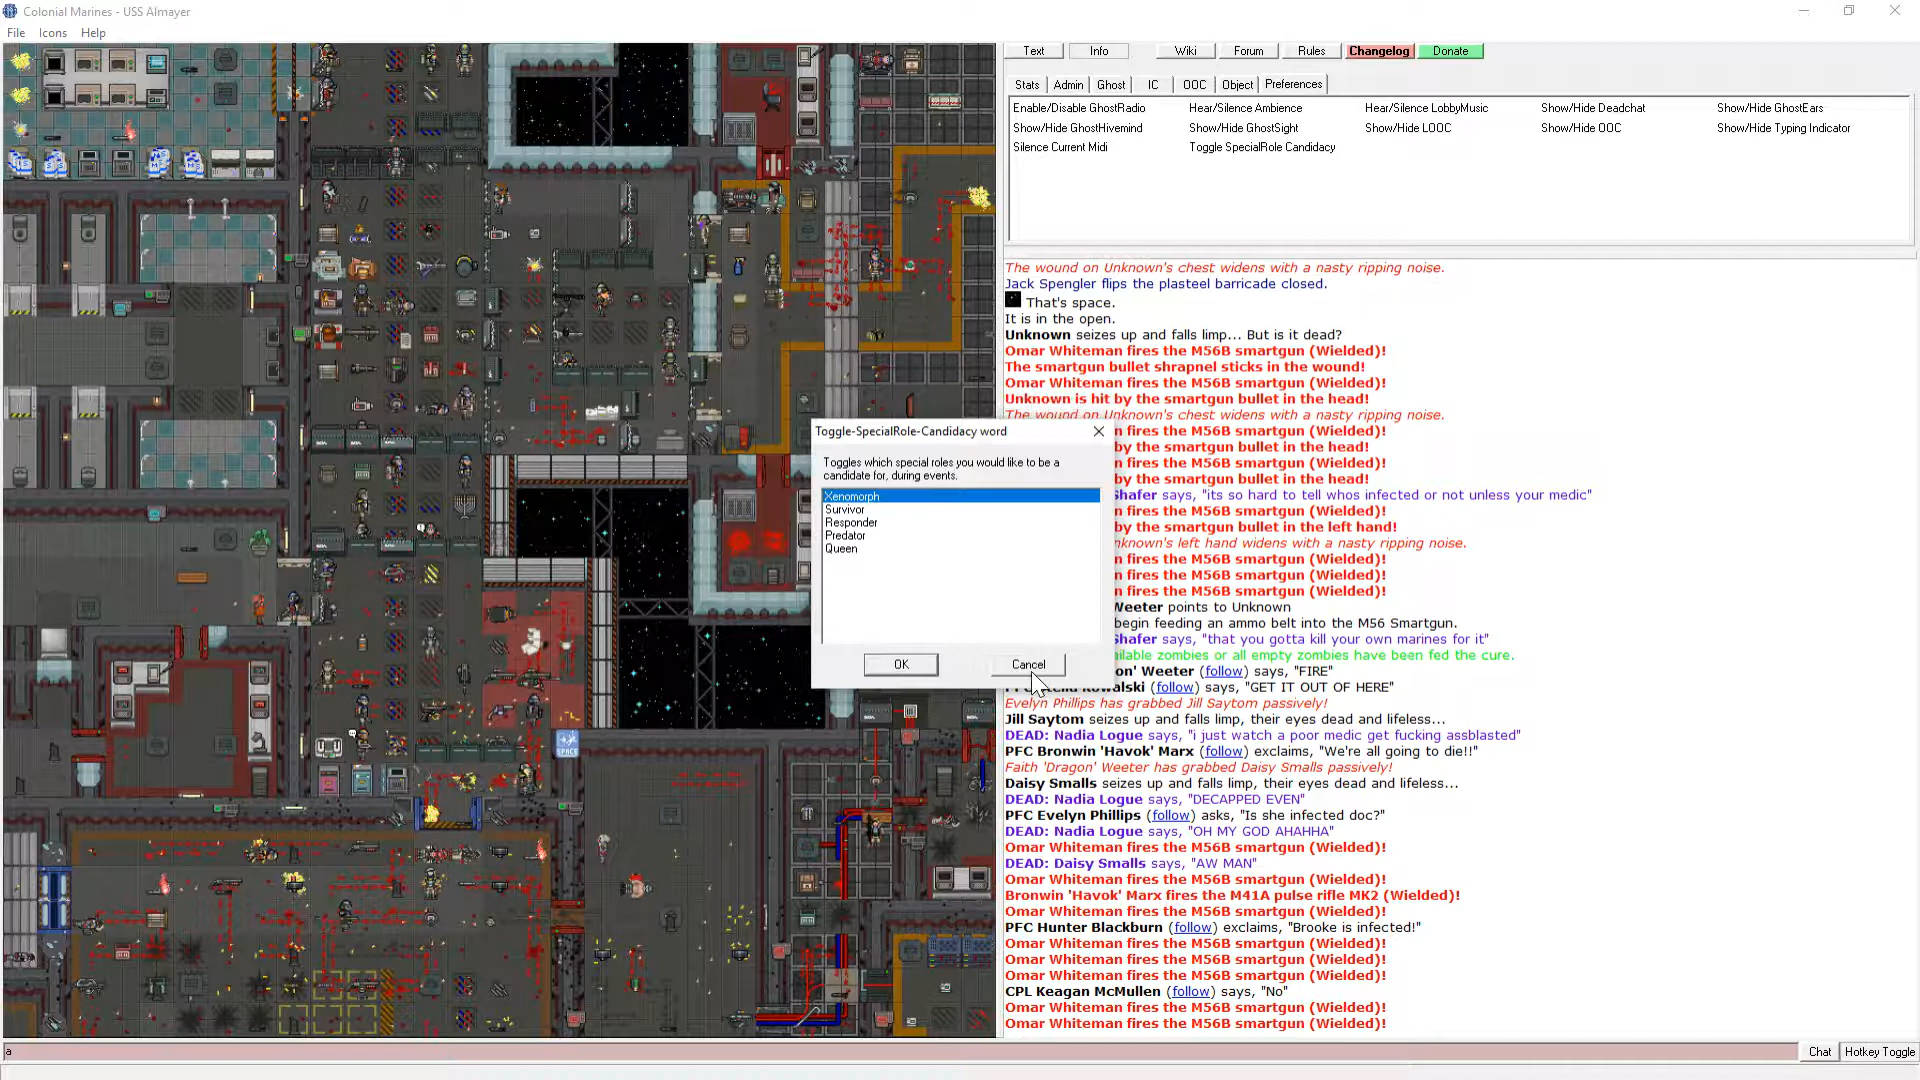 Colonial Marines - USS Almayer
File Icons Help
Text Info Wiki Forum Rules Changelog Donate
Stats Admin Ghost IC OOC Object Preferences
Enable/Disable GhostRadio Hear/Silence Ambience Hear/Silence LobbyMusic Show/Hide Deadchat Show/Hide GhostEars
Show/Hide GhostHivemind Show/Hide GhostSight Show/Hide LOOC Show/Hide OOC Show/Hide Typing Indicator
Silence Current Midi Toggle SpecialRole Candidacy
The wound on Unknown's chest widens with a nasty ripping noise.
Jack Spengler flips the plasteel barricade closed.
That's space.
It is in the open.
Unknown seizes up and falls limp... But is it dead?
Omar Whiteman fires the M56B smartgun (Wielded)!
The smartgun bullet shrapnel sticks in the wound!
Omar Whiteman fires the M56B smartgun (Wielded)!
Unknown is hit by the smartgun bullet in the head!
The wound on Unknown's chest widens with a nasty ripping noise.
Toggle-SpecialRole-Candidacy word
Toggles which special roles you would like to be a
candidate for, during events.
Xenomorph
Survivor
Responder
Predator
Queen
OK Cancel
n fires the M56B smartgun (Wielded)!
by the smartgun bullet in the head!
n fires the M56B smartgun (Wielded)!
by the smartgun bullet in the head!
Shafer says, "its so hard to tell whos infected or not unless your medic"
n fires the M56B smartgun (Wielded)!
by the smartgun bullet in the left hand!
nknown's left hand widens with a nasty ripping noise.
n fires the M56B smartgun (Wielded)!
n fires the M56B smartgun (Wielded)!
n fires the M56B smartgun (Wielded)!
Weeter points to Unknown
begin feeding an ammo belt into the M56 Smartgun.
Shafer says, "that you gotta kill your own marines for it"
ilable zombies or all empty zombies have been fed the cure.
on' Weeter (follow) says, "FIRE"
Kowalski (follow) says, "GET IT OUT OF HERE"
Evelyn Phillips has grabbed Jill Saytom passively!
Jill Saytom seizes up and falls limp, their eyes dead and lifeless...
DEAD: Nadia Logue says, "i just watch a poor medic get fucking assblasted"
PFC Bronwin 'Havok' Marx (follow) exclaims, "We're all going to die!!"
Faith 'Dragon' Weeter has grabbed Daisy Smalls passively!
Daisy Smalls seizes up and falls limp, their eyes dead and lifeless...
DEAD: Nadia Logue says, "DECAPPED EVEN"
PFC Evelyn Phillips (follow) asks, "Is she infected doc?"
DEAD: Nadia Logue says, "OH MY GOD AHAHHA"
Omar Whiteman fires the M56B smartgun (Wielded)!
DEAD: Daisy Smalls says, "AW MAN"
Omar Whiteman fires the M56B smartgun (Wielded)!
Bronwin 'Havok' Marx fires the M41A pulse rifle MK2 (Wielded)!
Omar Whiteman fires the M56B smartgun (Wielded)!
PFC Hunter Blackburn (follow) exclaims, "Brooke is infected!"
Omar Whiteman fires the M56B smartgun (Wielded)!
Omar Whiteman fires the M56B smartgun (Wielded)!
Omar Whiteman fires the M56B smartgun (Wielded)!
CPL Keagan McMullen (follow) says, "No"
Omar Whiteman fires the M56B smartgun (Wielded)!
Omar Whiteman fires the M56B smartgun (Wielded)!
SPACE
a Chat Hotkey Toggle